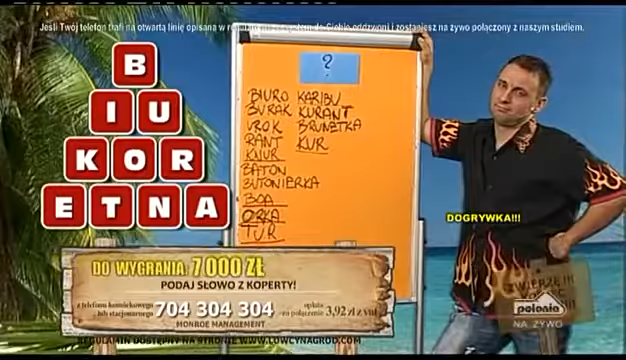 Jeśli Twój telefon trafi na otwartą linię opisaną w do Ciebie oddzwoni i zostaniesz na żywo połączony z naszym studiem.
B
I U
K O R
E T N A
?
BIURO KARIBU
BURAK KURANT
UROK BRUNETKA
RANT KUR
KNUR
BATON
BUTONIERKA
BOA
ORKA
TUR
DOGRYWKA!!!
DO WYGRANIA: 7 000 ZŁ
PODAJ SŁOWO Z KOPERTY!
z telefonu komórkowego
lub stacjonarnego 704 304 304 opłata za połączenie 3,92 zł z vat
MONROE MANAGEMENT
ZWIERZĘ !!!
polonia
NA ŻYWO
REGULAMIN DOSTĘPNY NA STRONIE WWW.LOWCYNAGROD.COM